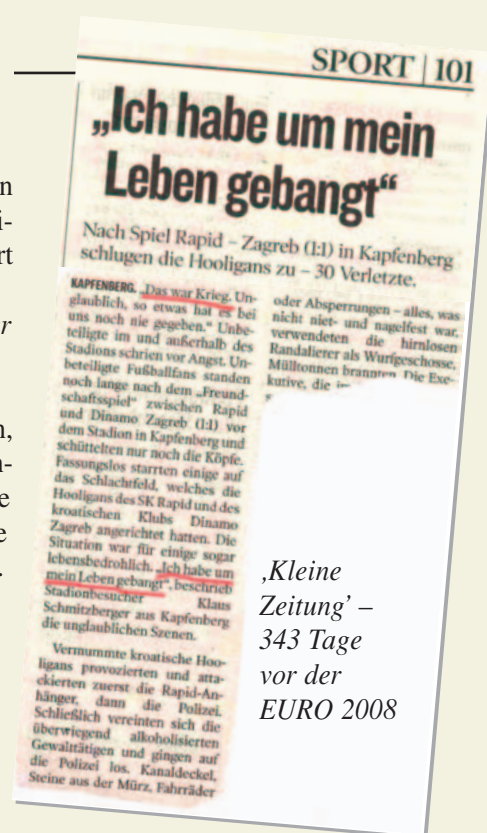 n
i-
rt
r
n,
n-
e
e
.
SPORT | 101
„Ich habe um mein
Leben gebangt“
Nach Spiel Rapid – Zagreb (1:1) in Kapfenberg
schlugen die Hooligans zu – 30 Verletzte.
KAPFENBERG. „Das war Krieg. Un-
glaublich, so etwas hat es bei
uns noch nie gegeben.“ Unbe-
teiligte im und außerhalb des
Stadions schrien vor Angst. Un-
beteiligte Fußballfans standen
noch lange nach dem „Freund-
schaftsspiel“ zwischen Rapid
und Dinamo Zagreb (1:1) vor
dem Stadion in Kapfenberg und
schüttelten nur noch die Köpfe.
Fassungslos starrten einige auf
das Schlachtfeld, welches die
Hooligans des SK Rapid und des
kroatischen Klubs Dinamo
Zagreb angerichtet hatten. Die
Situation war für einige sogar
lebensbedrohlich. „Ich habe um
mein Leben gebangt“, beschrieb
Stadionbesucher Klaus
Schmitzberger aus Kapfenberg
die unglaublichen Szenen.
Vermummte kroatische Hoo-
ligans provozierten und atta-
ckierten zuerst die Rapid-An-
hänger, dann die Polizei.
Schließlich vereinten sich die
überwiegend alkoholisierten
Gewalttätigen und gingen auf
die Polizei los. Kanaldeckel,
Steine aus der Mürz, Fahrräder
oder Absperrungen – alles, was
nicht niet- und nagelfest war,
verwendeten die hirnlosen
Randalierer als Wurfgeschosse.
Mülltonnen brannten. Die Exe-
kutive, die
‚Kleine
Zeitung’ –
343 Tage
vor der
EURO 2008